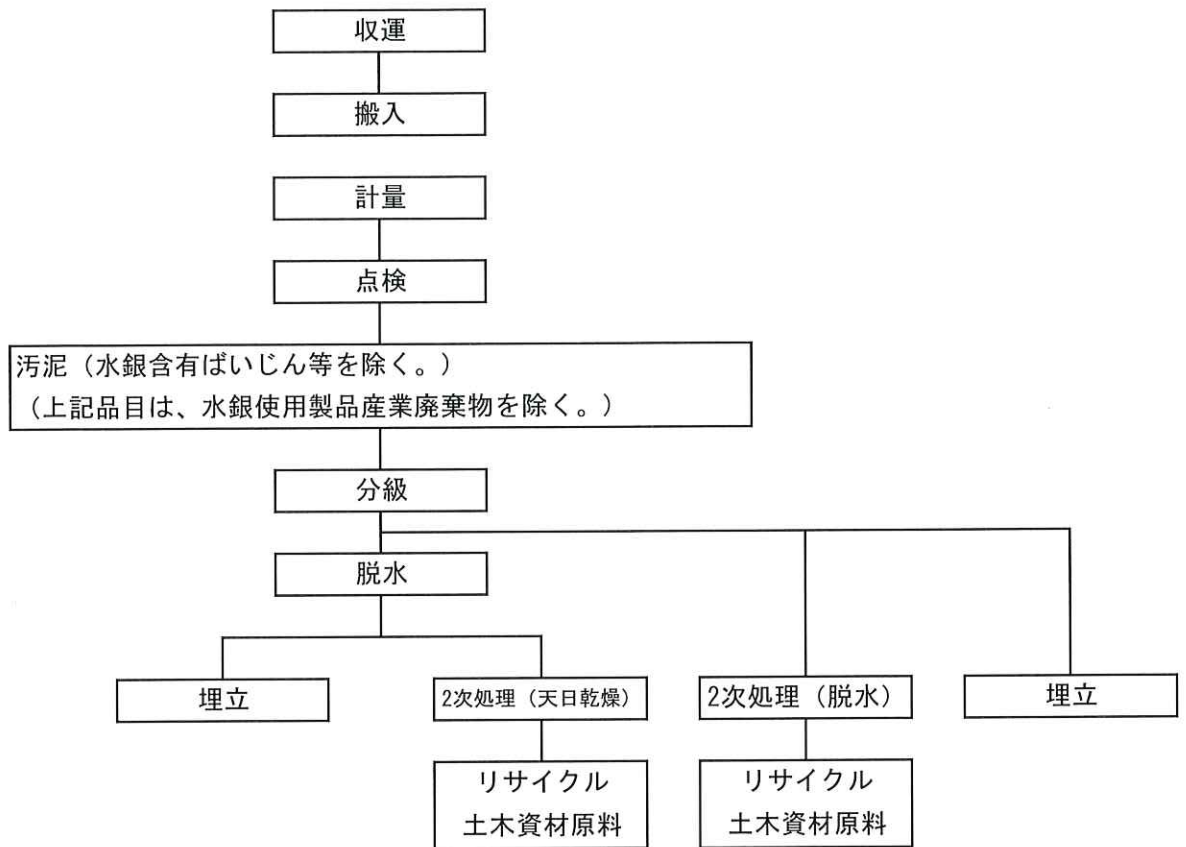 収運
搬入
計量
点検
汚泥（水銀含有ばいじん等を除く。）
（上記品目は、水銀使用製品産業廃棄物を除く。）
分級
脱水
埋立
2次処理（天日乾燥）
2次処理（脱水）
埋立
リサイクル
土木資材原料
リサイクル
土木資材原料